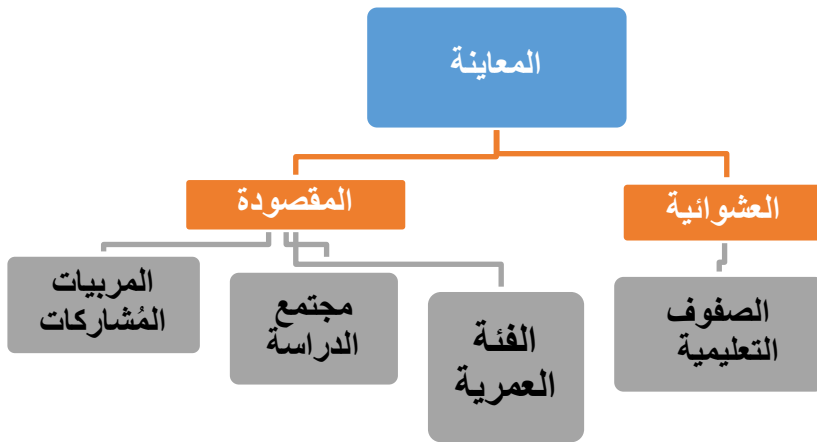 المعاينة
العشوائية
المقصودة
الصفوف
التعليمية
الفئة
العمرية
مجتمع
الدراسة
المربيات
المُشاركات